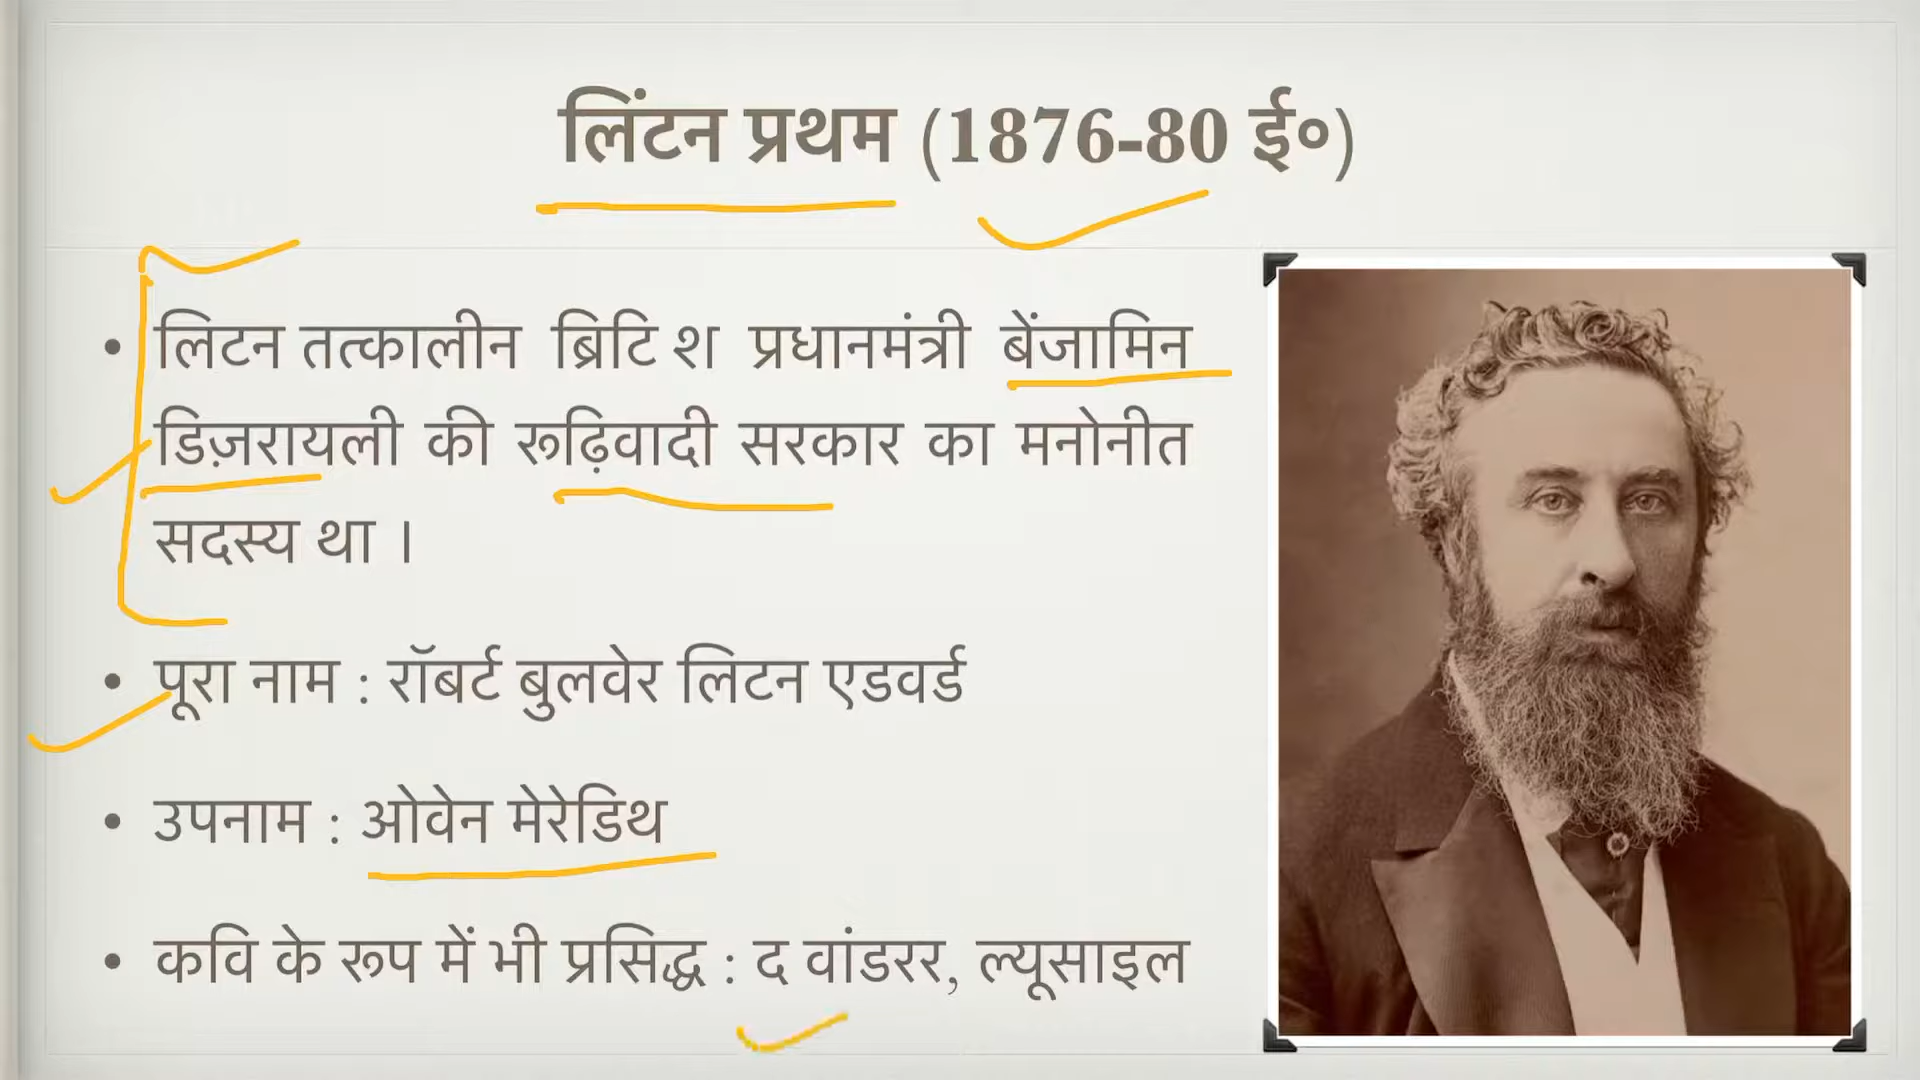 लिंटन प्रथम (1876-80 ई०)
• लिटन तत्कालीन ब्रिटि श प्रधानमंत्री बेंजामिन
डिज़रायली की रूढ़िवादी सरकार का मनोनीत
सदस्य था ।
• पूरा नाम : रॉबर्ट बुलवेर लिटन एडवर्ड
• उपनाम : ओवेन मेरेडिथ
• कवि के रूप में भी प्रसिद्ध : द वांडरर, ल्यूसाइल